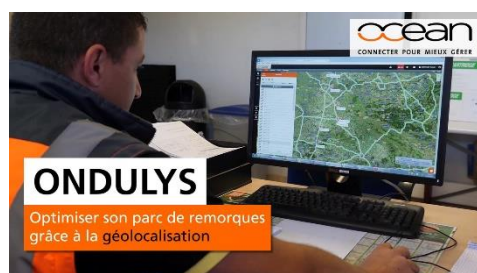 ocean
CONNECTER POUR MIEUX GÉRER
ONDULYS
Optimiser son parc de remorques
grâce à la géolocalisation